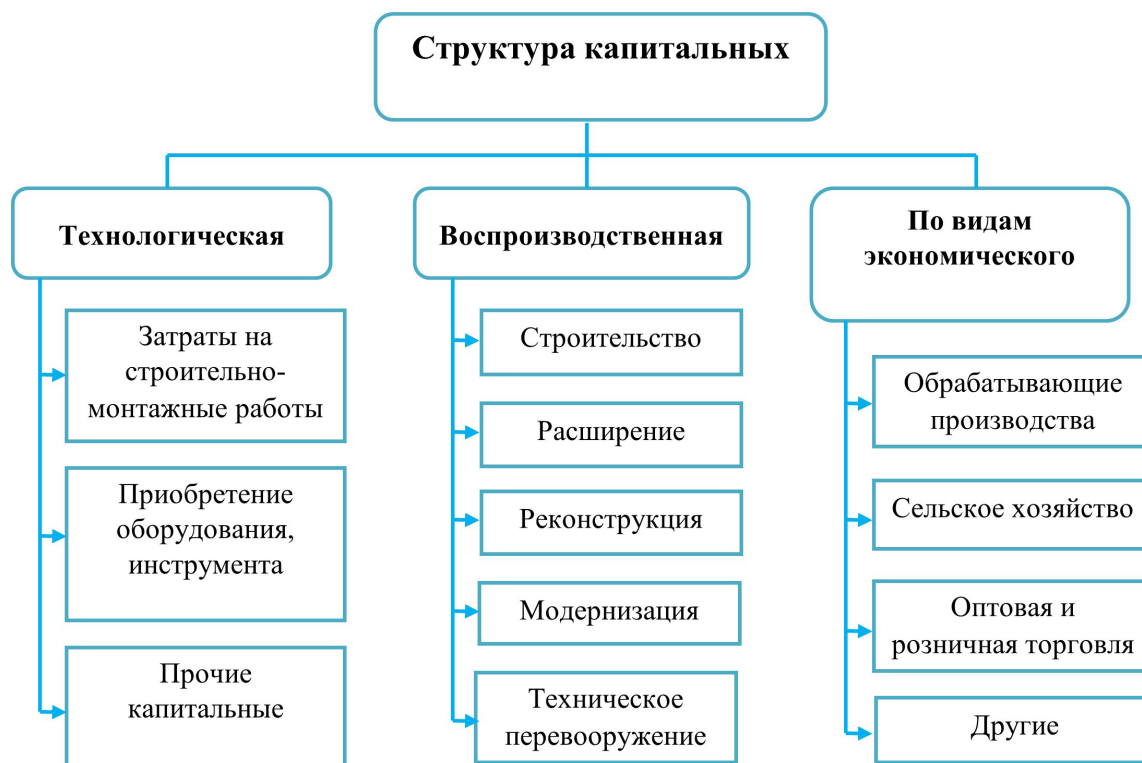 Структура капитальных
Технологическая
Затраты на
строительно-
монтажные работы
Приобретение
оборудования,
инструмента
Прочие
капитальные
Воспроизводственная
Строительство
Расширение
Реконструкция
Модернизация
Техническое
перевооружение
По видам
экономического
Обрабатывающие
производства
Сельское хозяйство
Оптовая и
розничная торговля
Другие